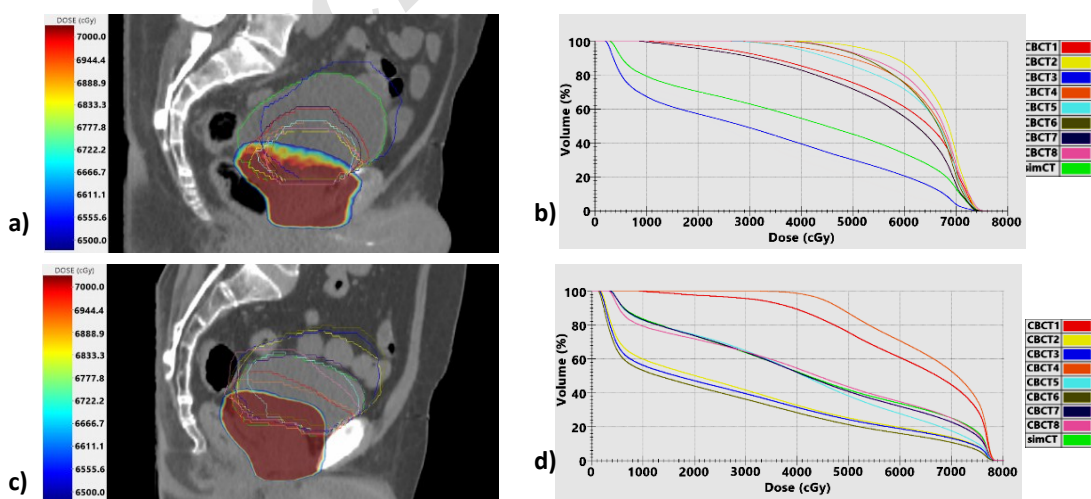 DOSE (cGy)
7000.0
6944.4
6888.9
6833.3
6777.8
6722.2
6666.7
6611.1
6555.6
6500.0
a)
b)
Volume (%)
100
80
60
40
20
0
0 1000 2000 3000 4000 5000 6000 7000 8000
Dose (cGy)
CBCT1
CBCT2
CBCT3
CBCT4
CBCT5
CBCT6
CBCT7
CBCT8
simCT
DOSE (cGy)
7000.0
6944.4
6888.9
6833.3
6777.8
6722.2
6666.7
6611.1
6555.6
6500.0
c)
d)
Volume (%)
100
80
60
40
20
0
0 1000 2000 3000 4000 5000 6000 7000 8000
Dose (cGy)
CBCT1
CBCT2
CBCT3
CBCT4
CBCT5
CBCT6
CBCT7
CBCT8
simCT